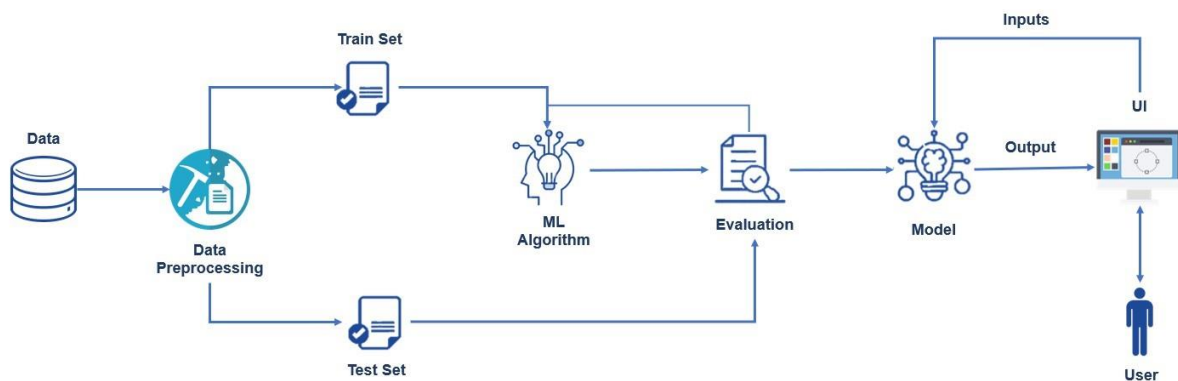 Inputs
Train Set
UI
Data
Output
ML
Algorithm
Evaluation
Model
Data
Preprocessing
Test Set
User